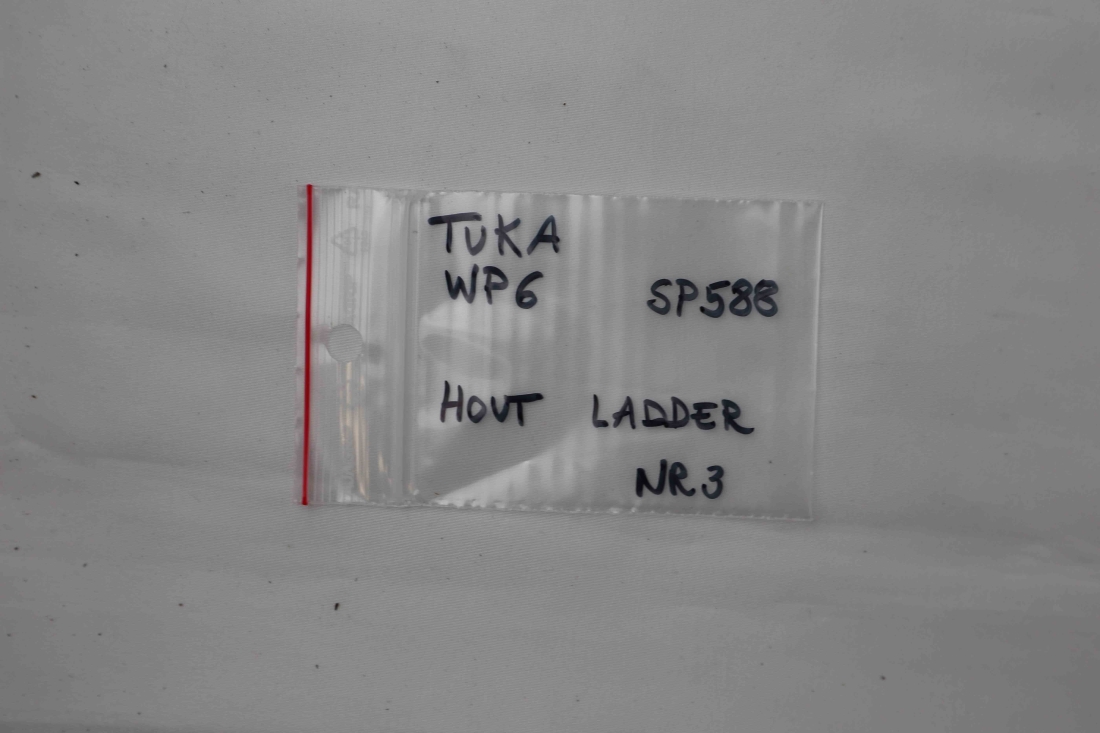 TUKA
WP6 SP588
HOUT LADDER
NR.3